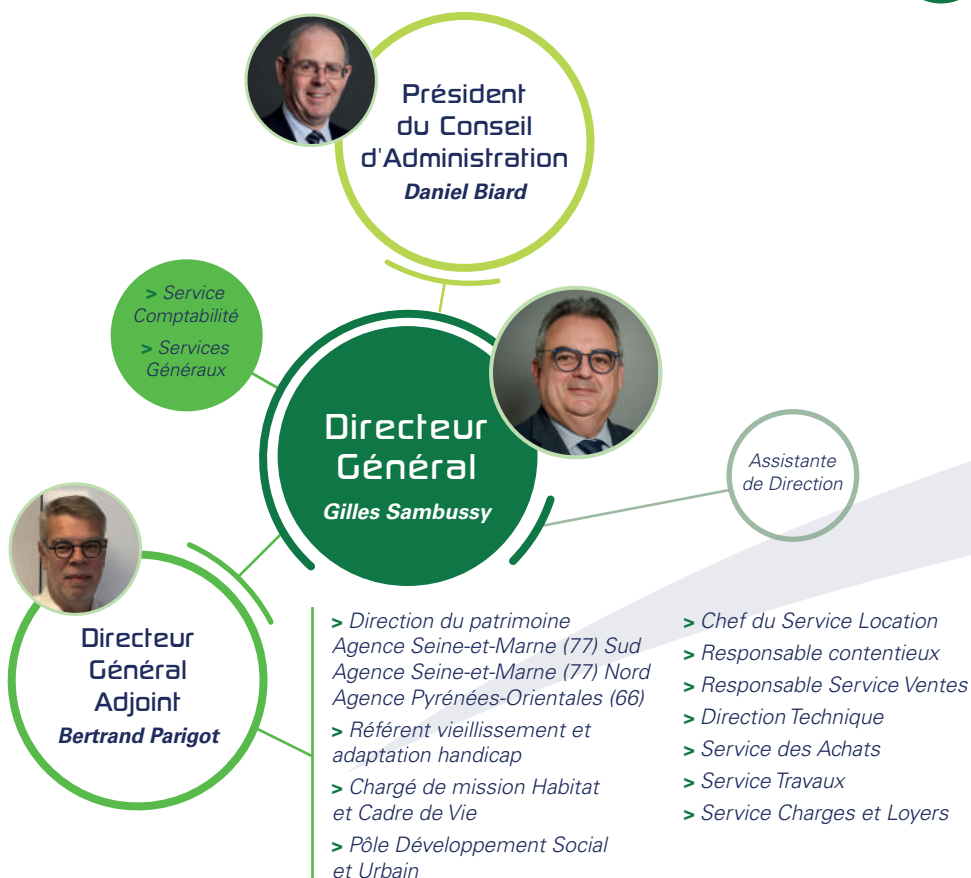 Président
du Conseil
d'Administration
Daniel Biard
> Service
Comptabilité
> Services
Généraux
Directeur
Général
Gilles Sambussy
Assistante
de Direction
Directeur
Général
Adjoint
Bertrand Parigot
> Direction du patrimoine
Agence Seine-et-Marne (77) Sud
Agence Seine-et-Marne (77) Nord
Agence Pyrénées-Orientales (66)
> Référent vieillissement et
adaptation handicap
> Chargé de mission Habitat
et Cadre de Vie
> Pôle Développement Social
et Urbain
> Chef du Service Location
> Responsable contentieux
> Responsable Service Ventes
> Direction Technique
> Service des Achats
> Service Travaux
> Service Charges et Loyers